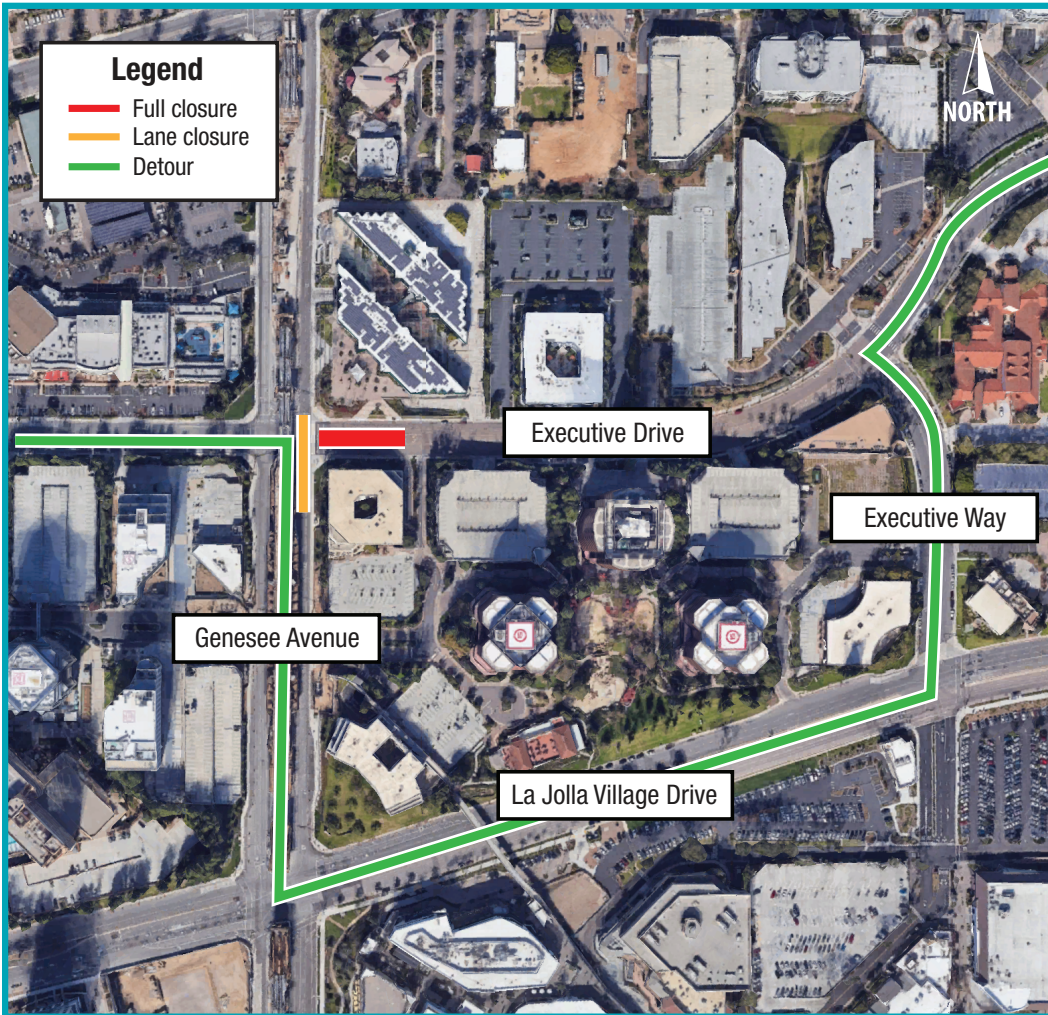 Legend
Full closure
Lane closure
Detour
NORTH
Executive Drive
Executive Way
Genesee Avenue
La Jolla Village Drive